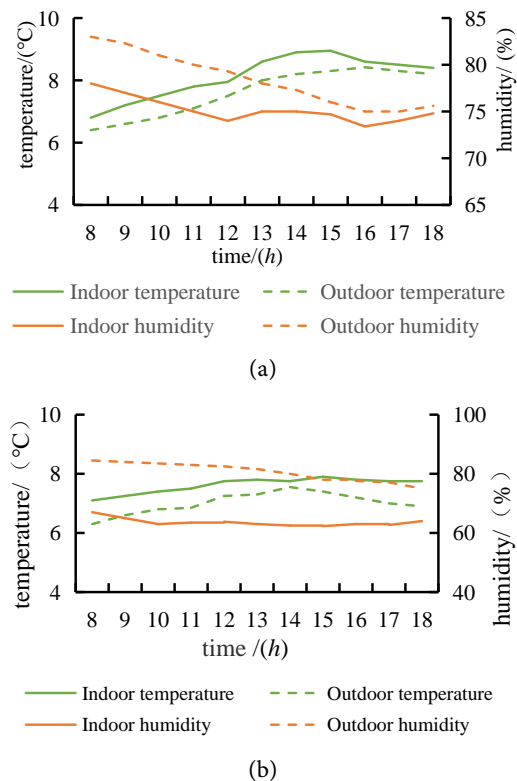 10
8
6
4
temperature/(°C)
85
80
75
70
65
humidity/ (%)
8 9 10 11 12 13 14 15 16 17 18
time/(h)
Indoor temperature Outdoor temperature
Indoor humidity Outdoor humidity
(a)
10
8
6
4
temperature/（°C）
100
80
60
40
humidity/（%）
8 9 10 11 12 13 14 15 16 17 18
time /(h)
Indoor temperature Outdoor temperature
Indoor humidity Outdoor humidity
(b)